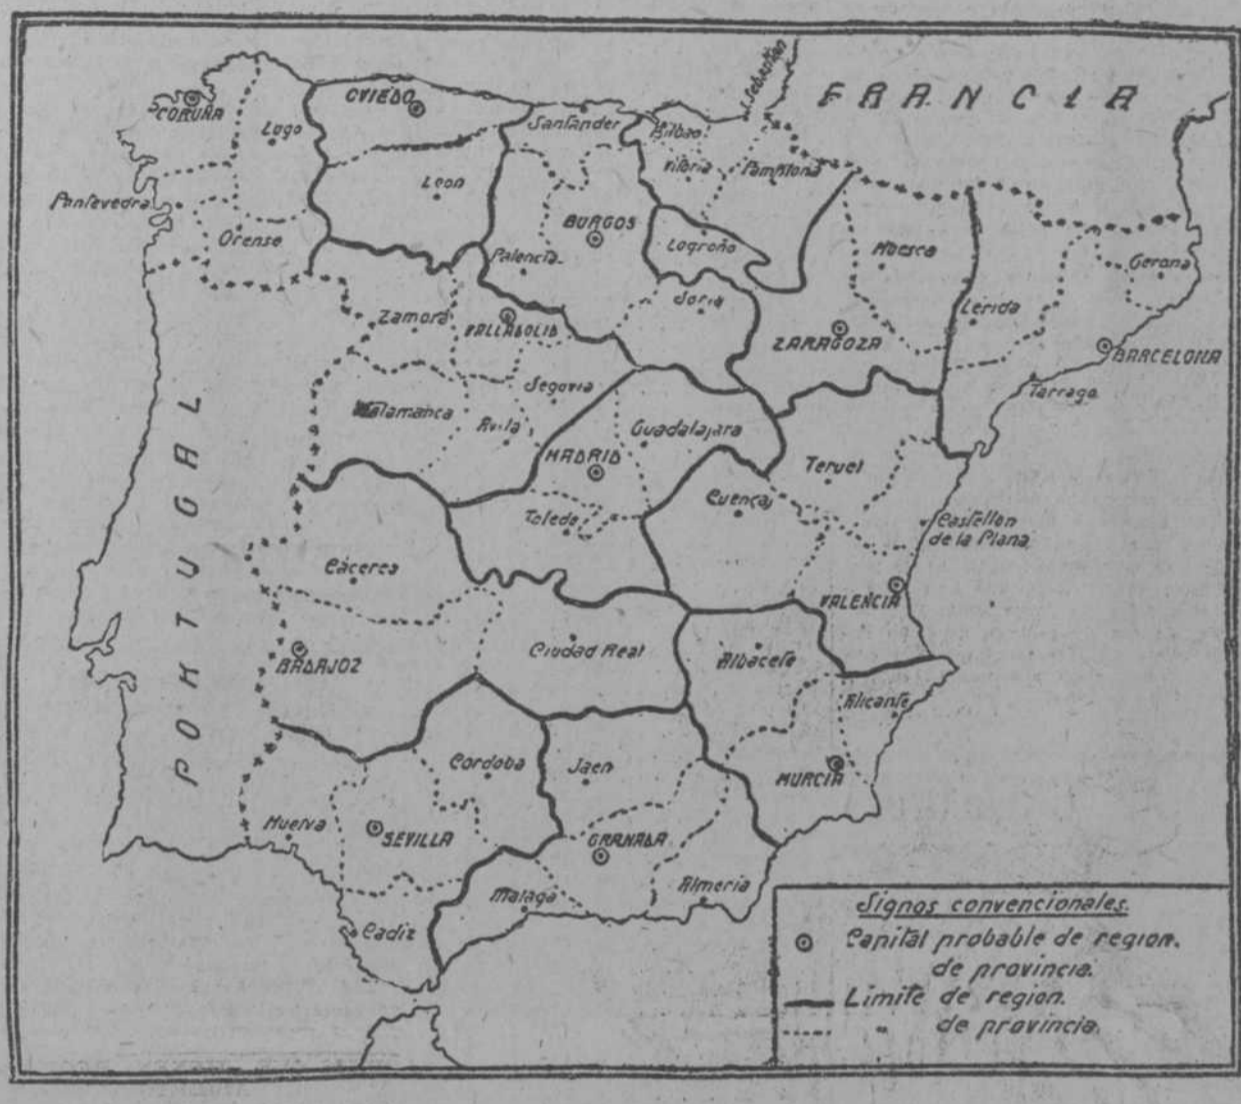 FRANCIA
S. Sebastián
OVIEDO
CORUÑA
Santander
Bilbao
Lugo
Vitoria
Pamplona
Leon
Pontevedra
Orense
BURGOS
Logroño
Huesca
Gerona
Palencia
Soria
Lérida
Zamora
VALLADOLID
ZARAGOZA
BARCELONA
Segovia
Tarrago
Salamanca
Avila
Guadalajara
MADRID
Teruel
Cuenca
Toledo
Castellon
de la Plana
PORTUGAL
Cáceres
VALENCIA
Ciudad Real
Albacete
BADAJOZ
Alicante
Cordoba
Jaen
MURCIA
Huelva
SEVILLA
GRANADA
Malaga
Almeria
Cadiz
Signos convencionales.
Capital probable de region.
de provincia.
Limite de region.
" de provincia.